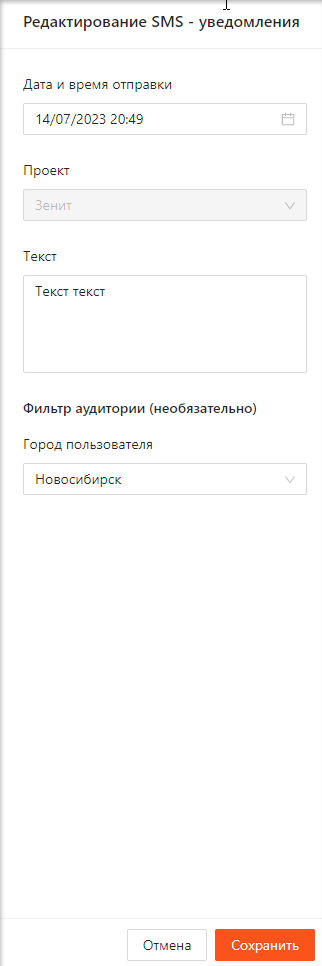 Редактирование SMS - уведомления
Дата и время отправки
14/07/2023 20:49
Проект
Зенит
Текст
Текст текст
Фильтр аудитории (необязательно)
Город пользователя
Новосибирск
Отмена
Сохранить